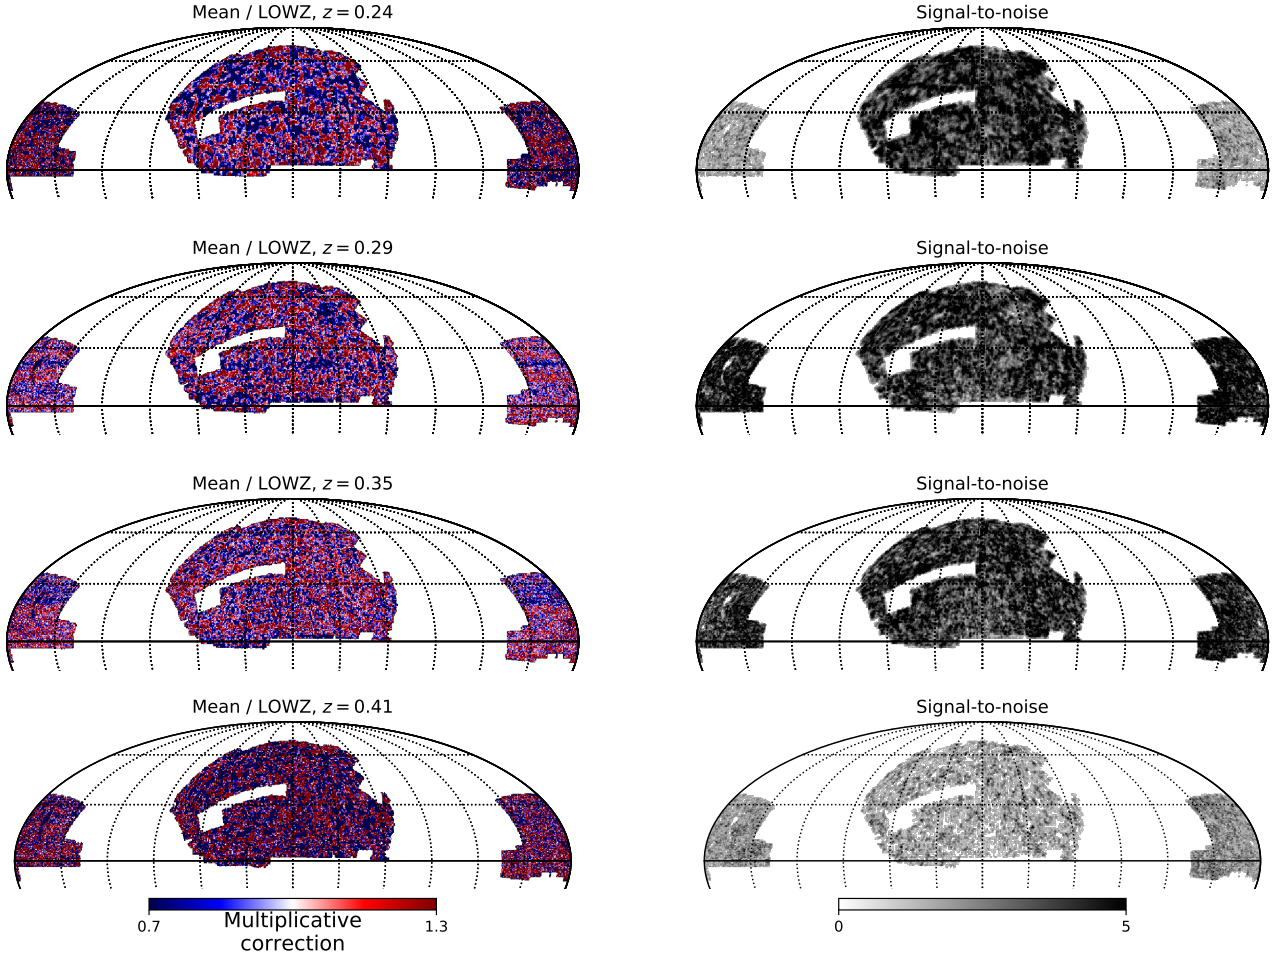 Mean / LOWZ, z = 0.24
Signal-to-noise
Mean / LOWZ, z = 0.29
Signal-to-noise
Mean / LOWZ, z = 0.35
Signal-to-noise
Mean / LOWZ, z = 0.41
Signal-to-noise
0.7
Multiplicative
correction
1.3
0
5